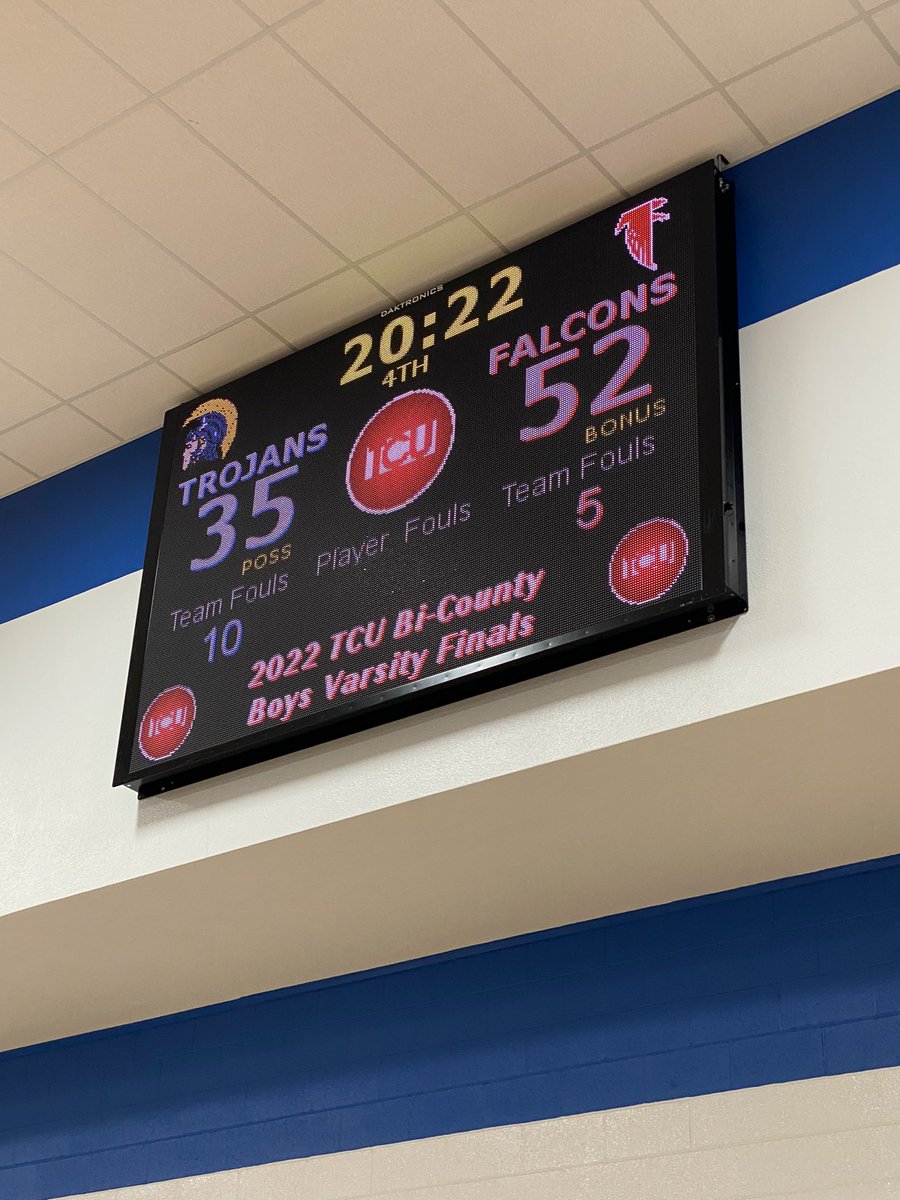 DAKTRONICS
20:22
4TH
TROJANS
35
POSS
Team Fouls
10
TCU
Player Fouls
FALCONS
52
BONUS
Team Fouls
5
2022 TCU Bi-County
Boys Varsity Finals
TCU
TCU